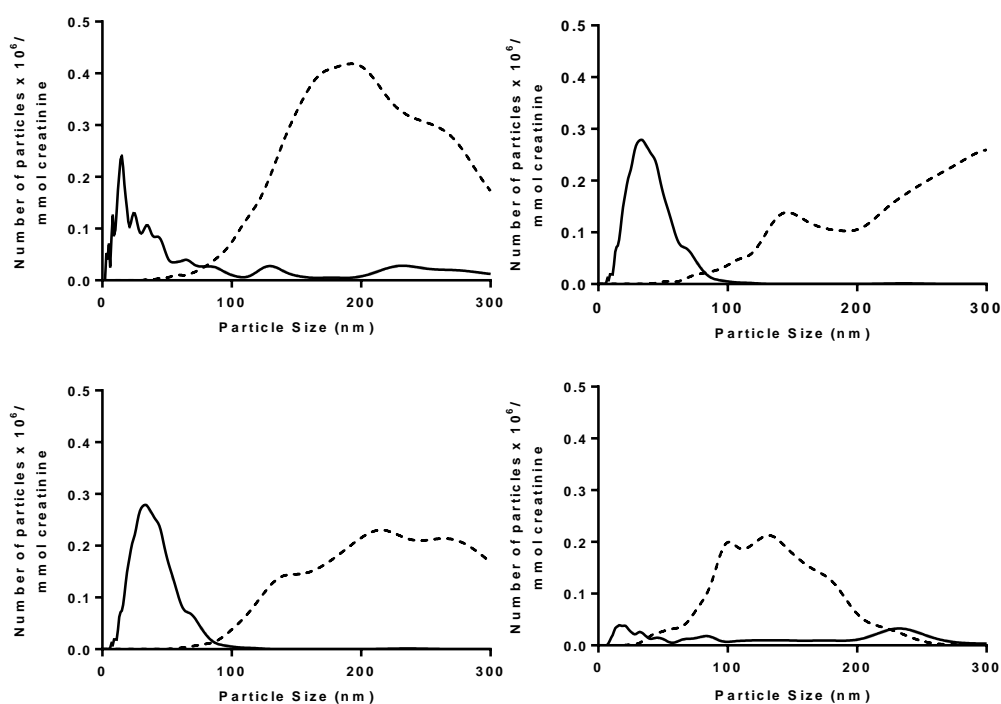 Number of particles x 10⁶/
mmol creatinine
0.5
0.4
0.3
0.2
0.1
0.0
0 100 200 300
Particle Size (nm)
Number of particles x 10⁶/
mmol creatinine
0.5
0.4
0.3
0.2
0.1
0.0
0 100 200 300
Particle Size (nm)
Number of particles x 10⁶/
mmol creatinine
0.5
0.4
0.3
0.2
0.1
0.0
0 100 200 300
Particle Size (nm)
Number of particles x 10⁶/
mmol creatinine
0.5
0.4
0.3
0.2
0.1
0.0
0 100 200 300
Particle Size (nm)